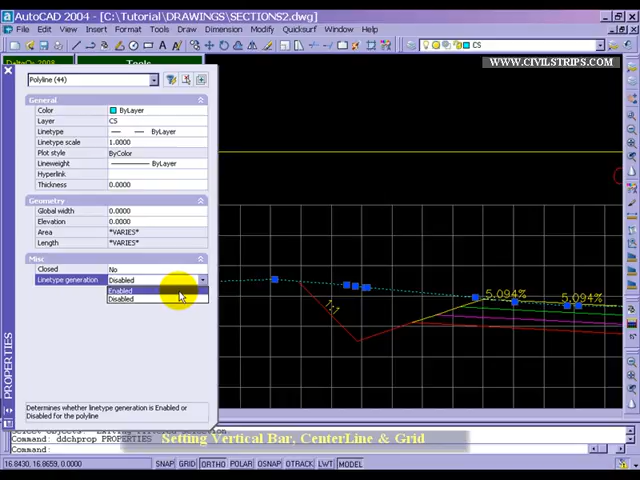 AutoCAD 2004 - [C:\Tutorial\DRAWINGS\SECTIONS2.dwg]
File Edit View Insert Format Tools Draw Dimension Modify Quicksurf Window Help
CS
Tools
WWW.CIVILSTRIPS.COM
Polyline (44)
General
Color ByLayer
Layer CS
Linetype ByLayer
Linetype scale 1.0000
Plot style ByColor
Lineweight ByLayer
Hyperlink
Thickness 0.0000
Geometry
Global width 0.0000
Elevation 0.0000
Area *VARIES*
Length *VARIES*
Misc
Closed No
Linetype generation Disabled
Enabled
Disabled
5.094%
5.094%
1:1
PROPERTIES
Determines whether linetype generation is Enabled or
Disabled for the polyline
Command: ddchprop PROPERTIES
Setting Vertical Bar, CenterLine & Grid
Command:
16.8430, 16.8659, 0.0000
SNAP GRID ORTHO POLAR OSNAP OTRACK LWT MODEL